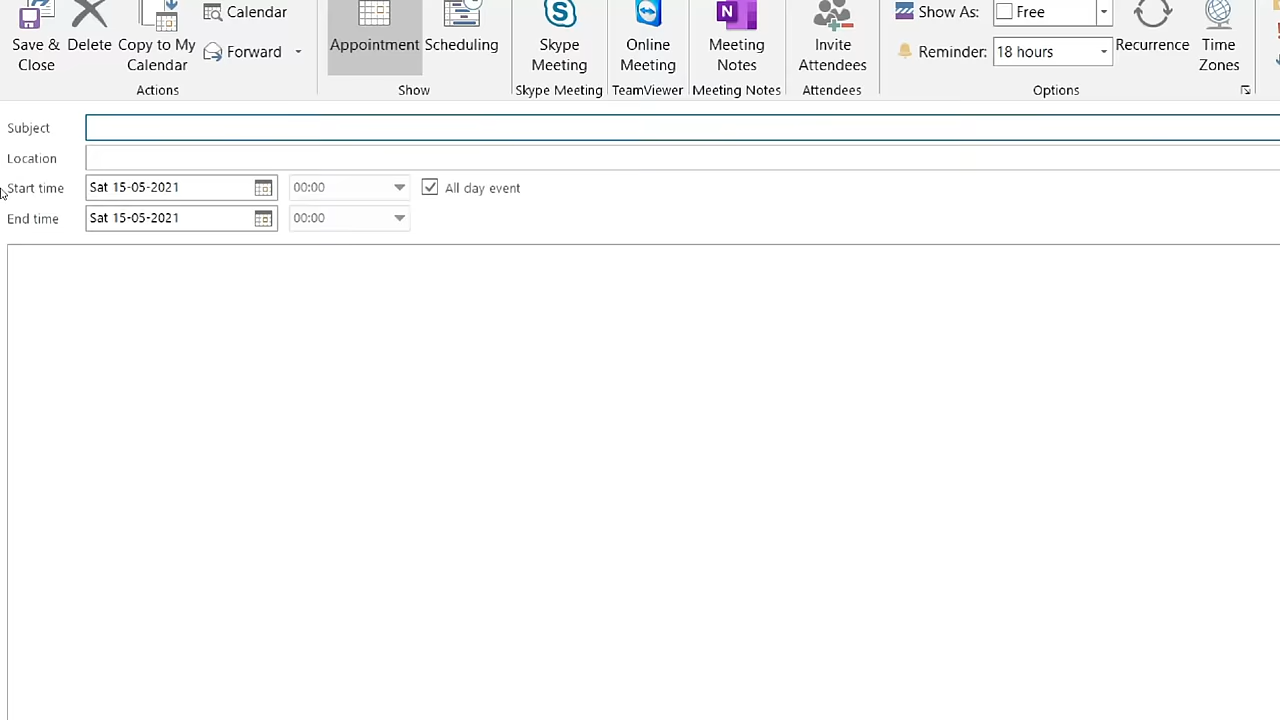 Calendar
Show As: Free
Save & Close
Delete
Copy to My Calendar
Forward
Appointment
Scheduling
Skype Meeting
Online Meeting
N
Meeting Notes
Invite Attendees
Reminder: 18 hours
Recurrence
Time Zones
Actions
Show
Skype Meeting
TeamViewer
Meeting Notes
Attendees
Options
Subject
Location
Start time Sat 15-05-2021 00:00 All day event
End time Sat 15-05-2021 00:00